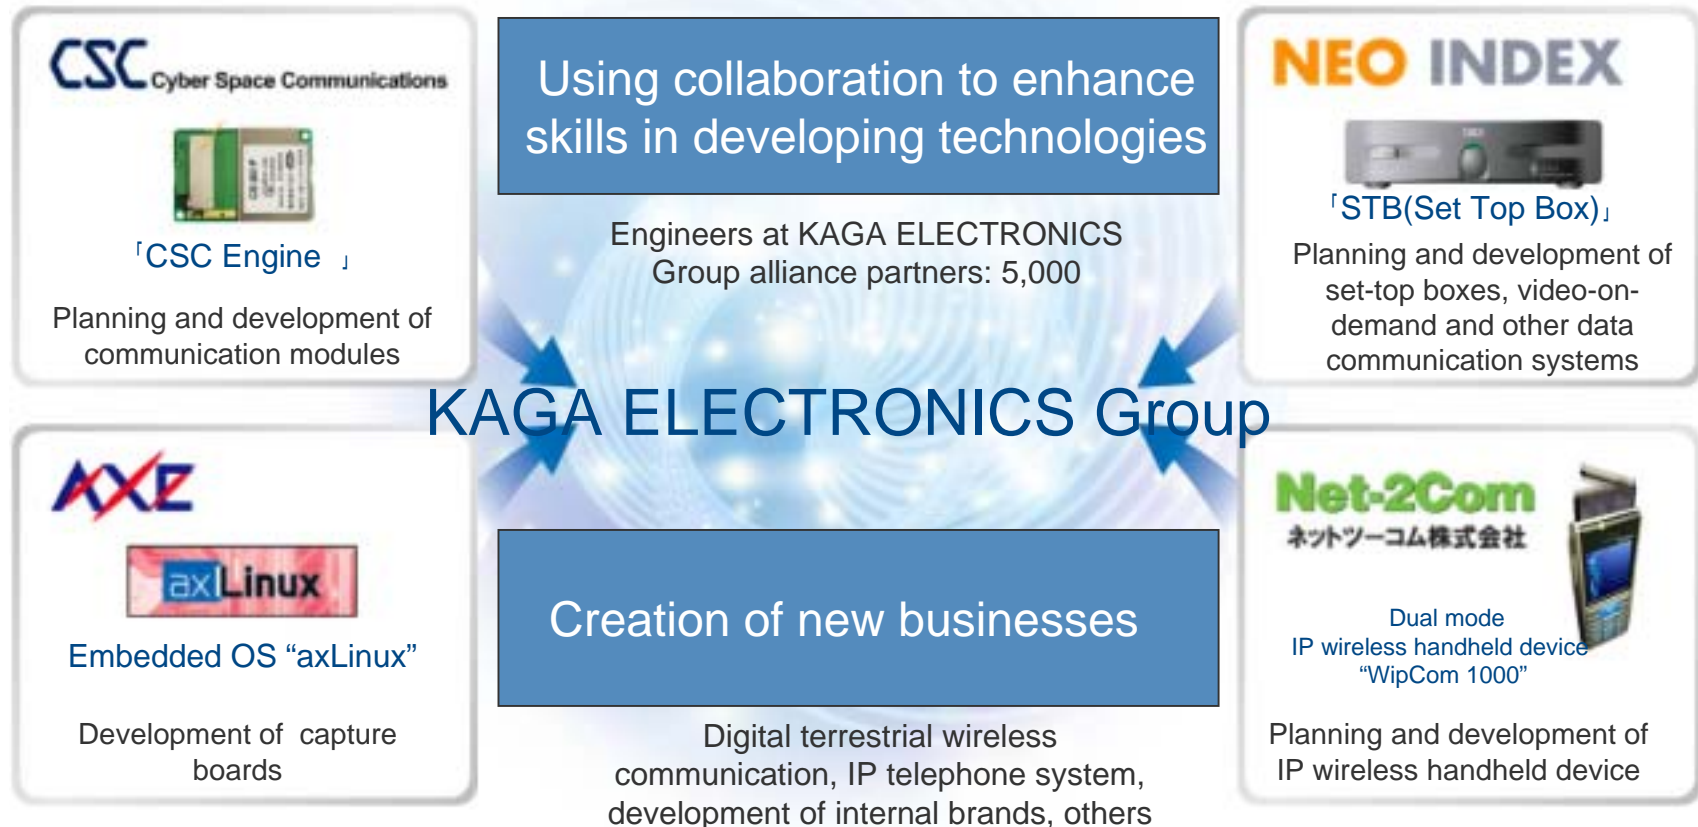 CSC Cyber Space Communications
「CSC Engine 」
Planning and development of
communication modules
Using collaboration to enhance
skills in developing technologies
Engineers at KAGA ELECTRONICS
Group alliance partners: 5,000
NEO INDEX
「STB(Set Top Box)」
Planning and development of
set-top boxes, video-on-
demand and other data
communication systems
KAGA ELECTRONICS Group
AXE
axLinux
Embedded OS “axLinux”
Development of capture
boards
Creation of new businesses
Digital terrestrial wireless
communication, IP telephone system,
development of internal brands, others
Net-2Com
ネットツーコム株式会社
Dual mode
IP wireless handheld device
“WipCom 1000”
Planning and development of
IP wireless handheld device